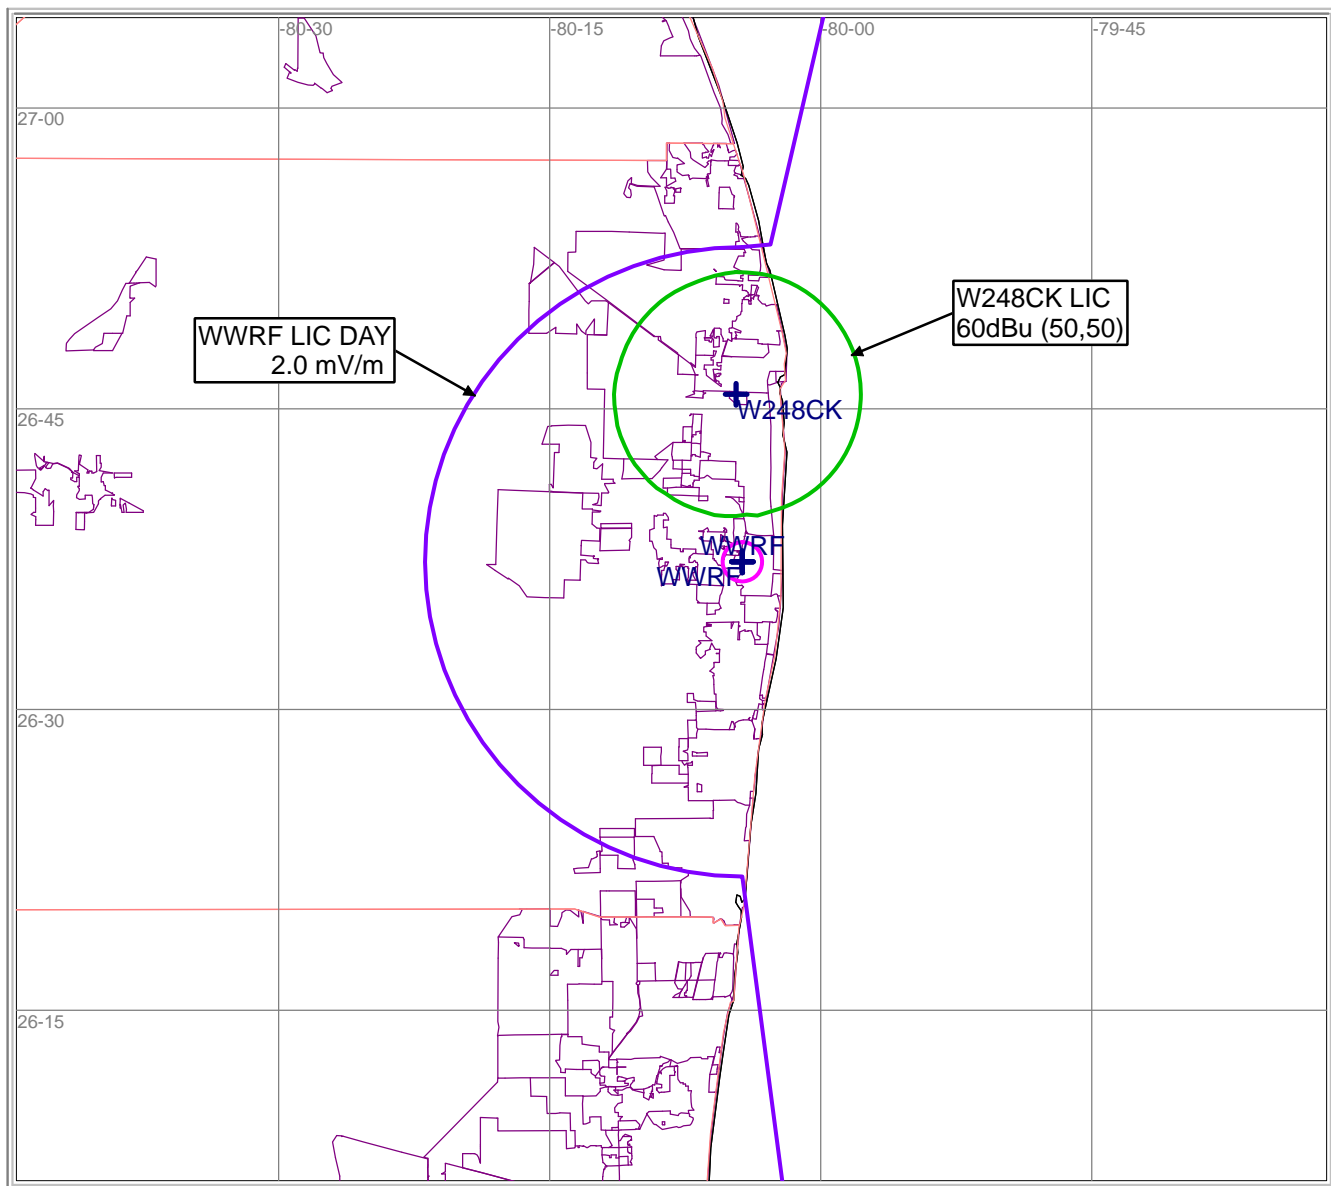 -80-30
-80-15
-80-00
-79-45
27-00
W248CK LIC
60dBu (50,50)
WWRF LIC DAY
2.0 mV/m
26-45
W248CK
WWRF
WWRF
26-30
26-15